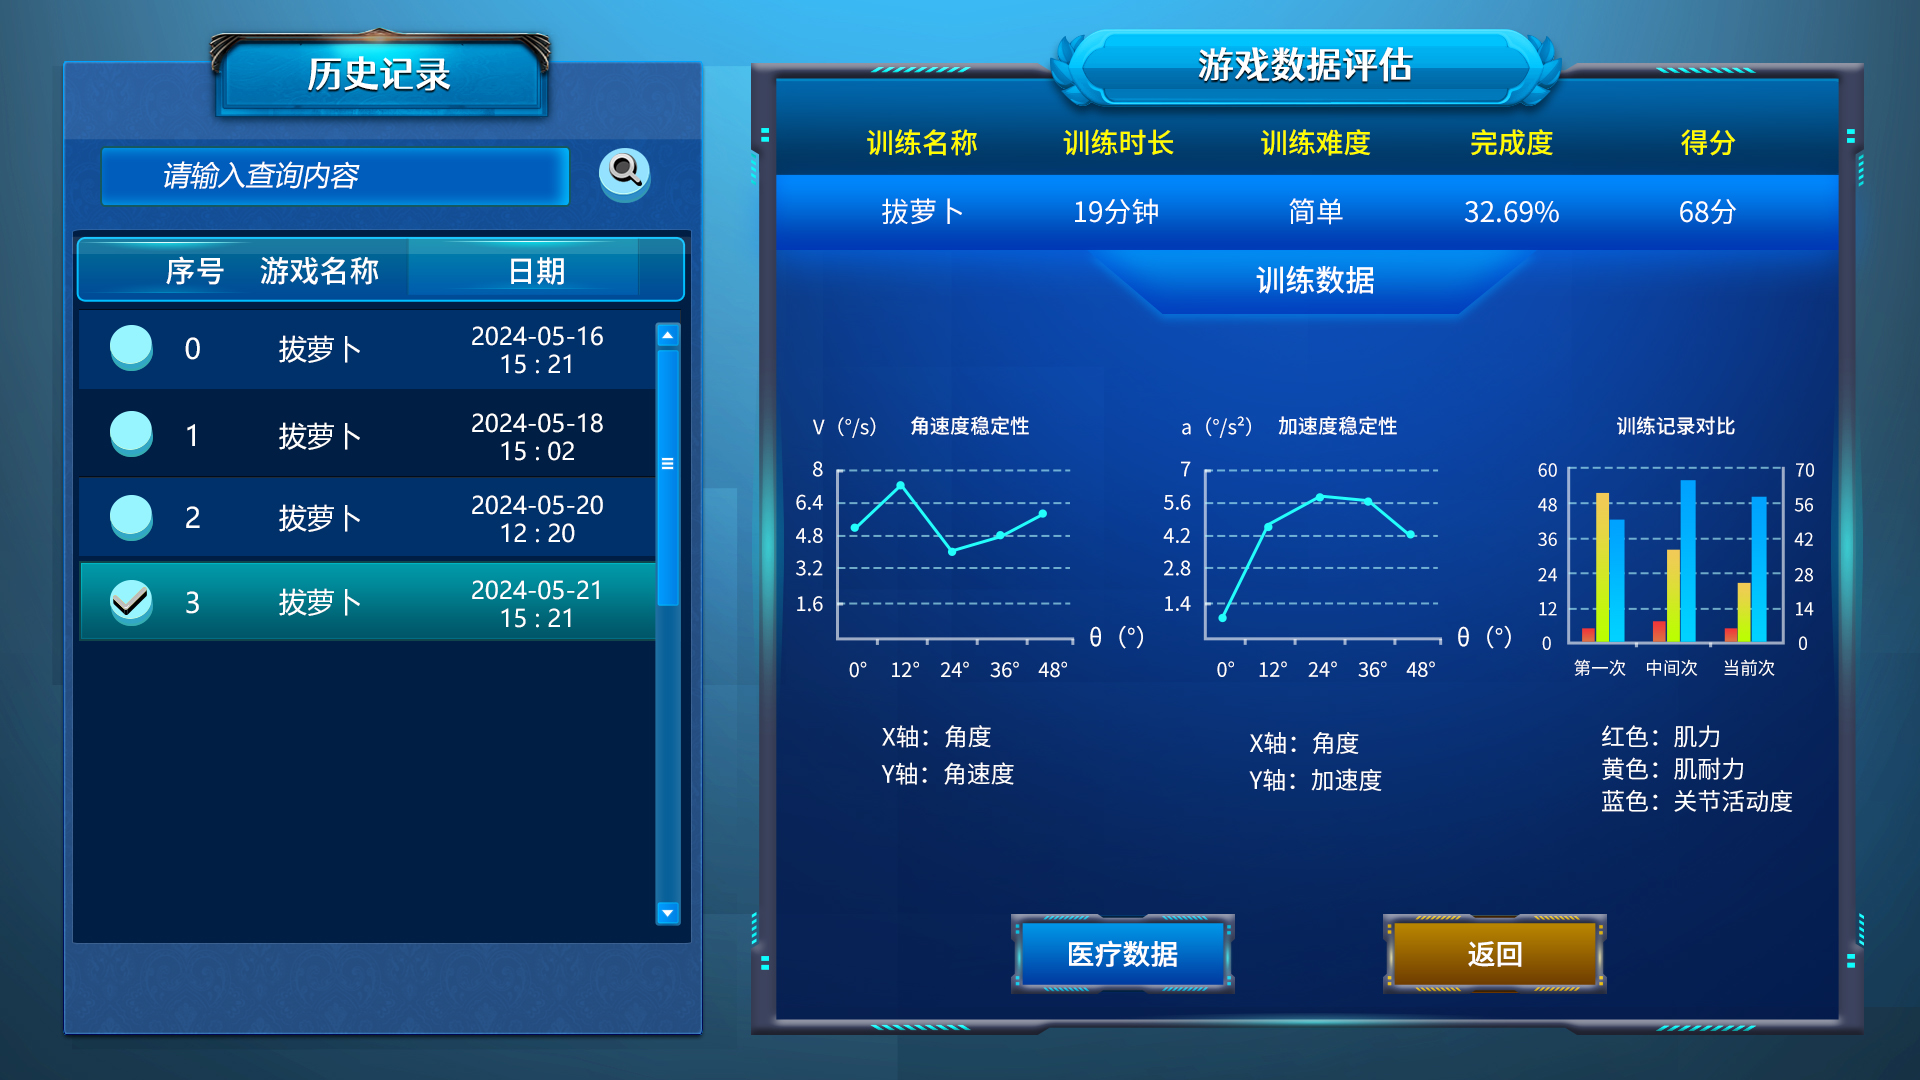 历史记录
请输入查询内容
序号 游戏名称 日期
0 拔萝卜 2024-05-16
15 : 21
1 拔萝卜 2024-05-18
15 : 02
2 拔萝卜 2024-05-20
12 : 20
3 拔萝卜 2024-05-21
15 : 21
游戏数据评估
训练名称 训练时长 训练难度 完成度 得分
拔萝卜 19分钟 简单 32.69% 68分
训练数据
V（°/s） 角速度稳定性
8
6.4
4.8
3.2
1.6
θ（°）
0° 12° 24° 36° 48°
X轴：角度
Y轴：角速度
a（°/s²） 加速度稳定性
7
5.6
4.2
2.8
1.4
θ（°）
0° 12° 24° 36° 48°
X轴：角度
Y轴：加速度
训练记录对比
60 70
48 56
36 42
24 28
12 14
0 0
第一次 中间次 当前次
红色：肌力
黄色：肌耐力
蓝色：关节活动度
医疗数据 返回